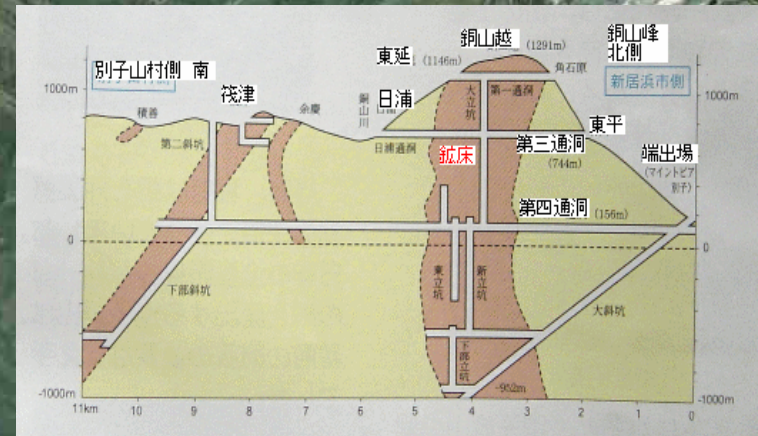 銅山越
(1291m)
銅山峰
北側
東延
(1146m)
別子山村側 南
角石原
新居浜市側
1000m
1000m
筏津
日浦
大立坑
第一通洞
積善
余慶
銅山川
東平
第二斜坑
日浦通洞
鉱床
第三通洞
(744m)
端出場
(マイントピア
別子)
第四通洞
(156m)
0
0
下部斜坑
東立坑
新立坑
大斜坑
下部立坑
-952m
-1000m
-1000m
11km
10
9
8
7
6
5
4
3
2
1
0